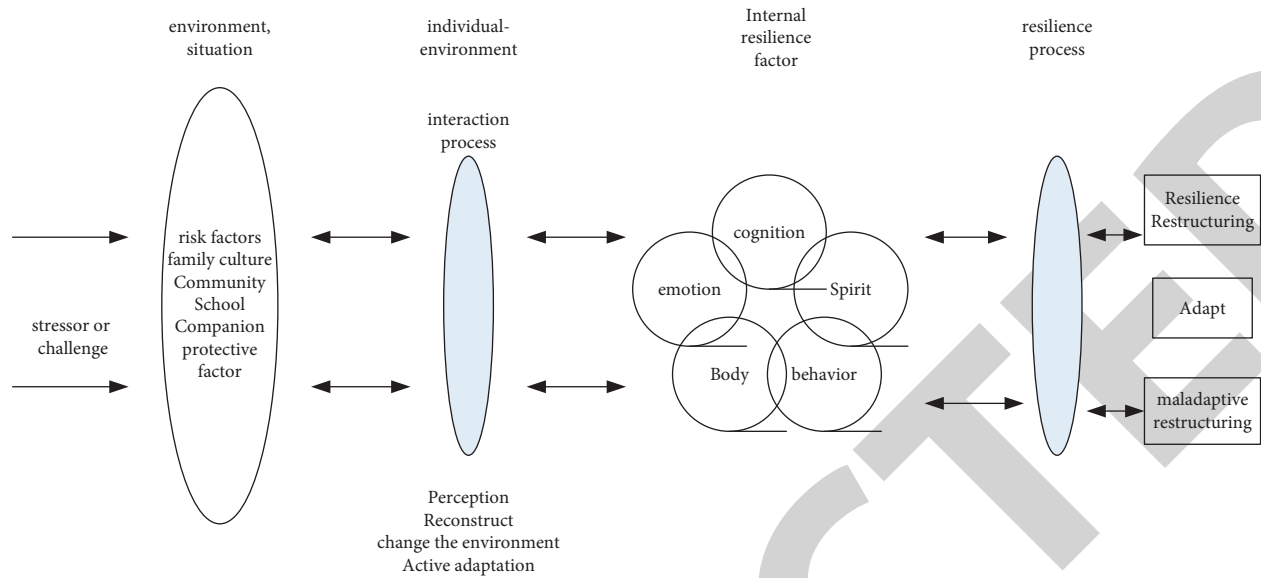 environment,
situation
individual-
environment
Internal
resilience
factor
resilience
process
interaction
process
stressor or
challenge
risk factors
family culture
Community
School
Companion
protective
factor
cognition
emotion
Spirit
Body
behavior
Resilience
Restructuring
Adapt
maladaptive
restructuring
Perception
Reconstruct
change the environment
Active adaptation
CTED